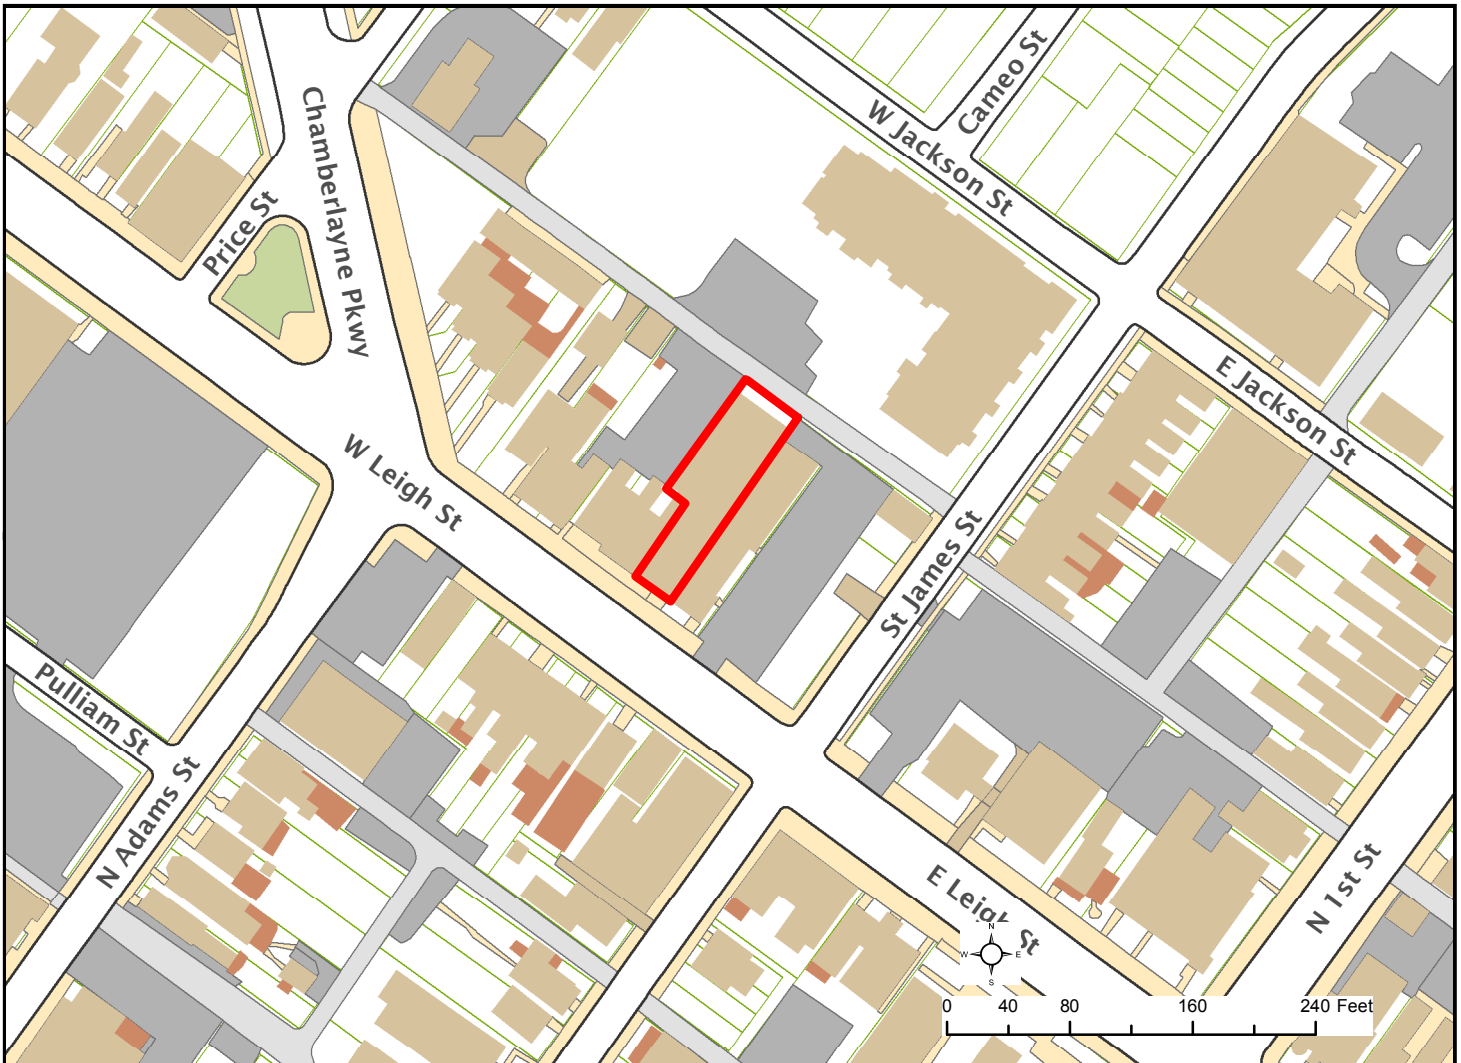 Cameo St
W Jackson St
Chamberlayne Pkwy
Price St
E Jackson St
W Leigh St
St James St
Pulliam St
N Adams St
E Leigh St
N 1st St
N
W E
S
0 40 80 160 240 Feet